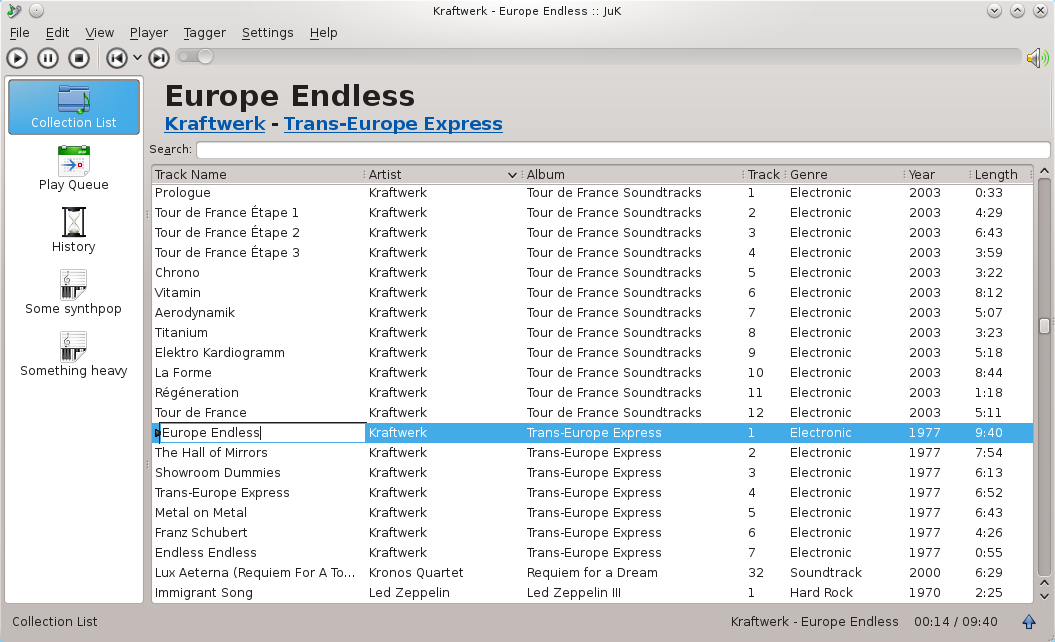 Kraftwerk - Europe Endless :: JuK
File Edit View Player Tagger Settings Help
Collection List
Play Queue
History
Some synthpop
Something heavy
Europe Endless
Kraftwerk - Trans-Europe Express
Search:
Track Name Artist Album Track Genre Year Length
Prologue Kraftwerk Tour de France Soundtracks 1 Electronic 2003 0:33
Tour de France Étape 1 Kraftwerk Tour de France Soundtracks 2 Electronic 2003 4:29
Tour de France Étape 2 Kraftwerk Tour de France Soundtracks 3 Electronic 2003 6:43
Tour de France Étape 3 Kraftwerk Tour de France Soundtracks 4 Electronic 2003 3:59
Chrono Kraftwerk Tour de France Soundtracks 5 Electronic 2003 3:22
Vitamin Kraftwerk Tour de France Soundtracks 6 Electronic 2003 8:12
Aerodynamik Kraftwerk Tour de France Soundtracks 7 Electronic 2003 5:07
Titanium Kraftwerk Tour de France Soundtracks 8 Electronic 2003 3:23
Elektro Kardiogramm Kraftwerk Tour de France Soundtracks 9 Electronic 2003 5:18
La Forme Kraftwerk Tour de France Soundtracks 10 Electronic 2003 8:44
Régéneration Kraftwerk Tour de France Soundtracks 11 Electronic 2003 1:18
Tour de France Kraftwerk Tour de France Soundtracks 12 Electronic 2003 5:11
Europe Endless Kraftwerk Trans-Europe Express 1 Electronic 1977 9:40
The Hall of Mirrors Kraftwerk Trans-Europe Express 2 Electronic 1977 7:54
Showroom Dummies Kraftwerk Trans-Europe Express 3 Electronic 1977 6:13
Trans-Europe Express Kraftwerk Trans-Europe Express 4 Electronic 1977 6:52
Metal on Metal Kraftwerk Trans-Europe Express 5 Electronic 1977 6:43
Franz Schubert Kraftwerk Trans-Europe Express 6 Electronic 1977 4:26
Endless Endless Kraftwerk Trans-Europe Express 7 Electronic 1977 0:55
Lux Aeterna (Requiem For A To... Kronos Quartet Requiem for a Dream 32 Soundtrack 2000 6:29
Immigrant Song Led Zeppelin Led Zeppelin III 1 Hard Rock 1970 2:25
Collection List Kraftwerk - Europe Endless 00:14 / 09:40